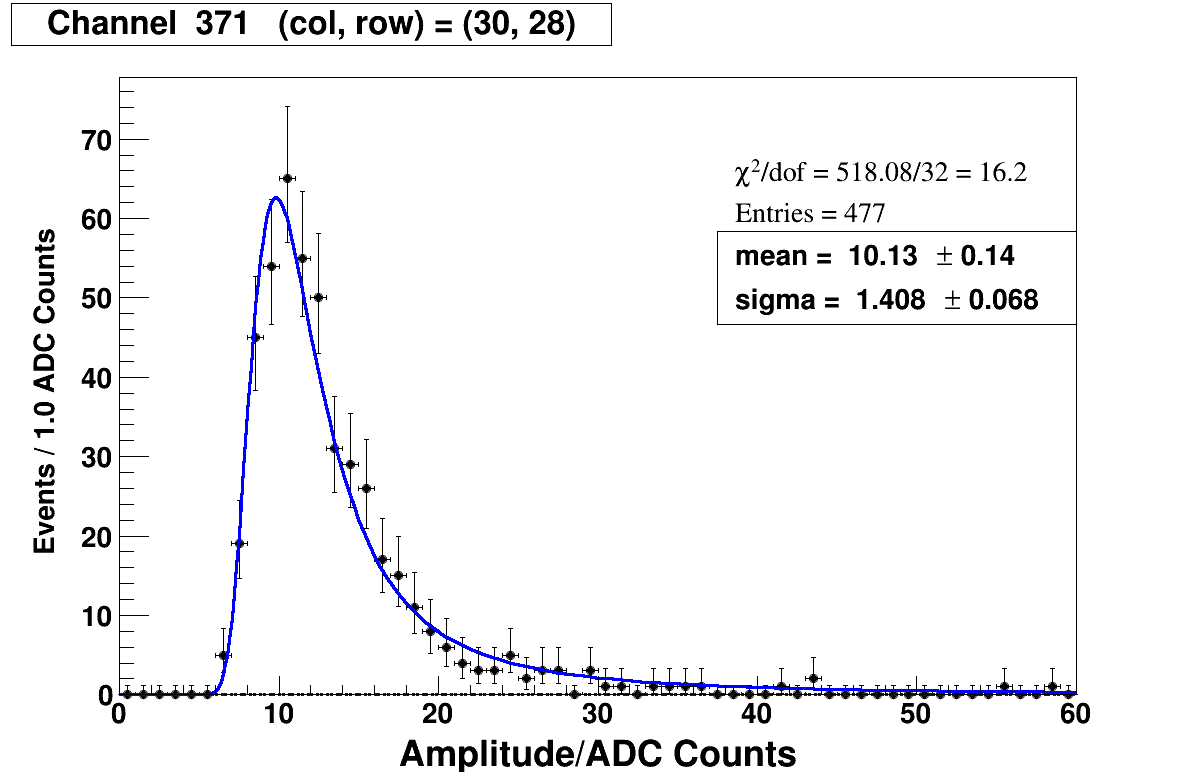 Channel 371 (col, row) = (30, 28)
χ²/dof = 518.08/32 = 16.2
Entries = 477
mean = 10.13 ± 0.14
sigma = 1.408 ± 0.068
Events / 1.0 ADC Counts
70
60
50
40
30
20
10
0
0 10 20 30 40 50 60
Amplitude/ADC Counts